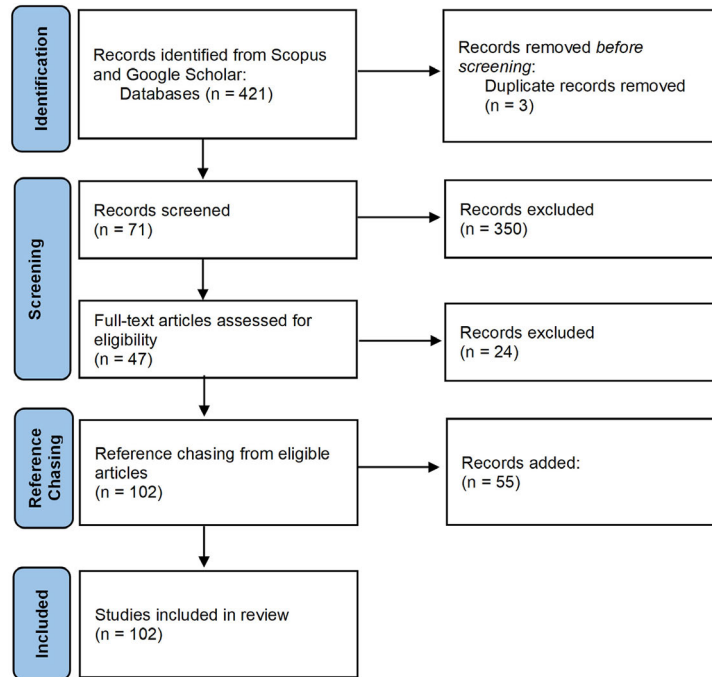 Identification
Records identified from Scopus
and Google Scholar:
Databases (n = 421)
Records removed before
screening:
Duplicate records removed
(n = 3)
Screening
Records screened
(n = 71)
Records excluded
(n = 350)
Full-text articles assessed for
eligibility
(n = 47)
Records excluded
(n = 24)
Reference
Chasing
Reference chasing from eligible
articles
(n = 102)
Records added:
(n = 55)
Included
Studies included in review
(n = 102)